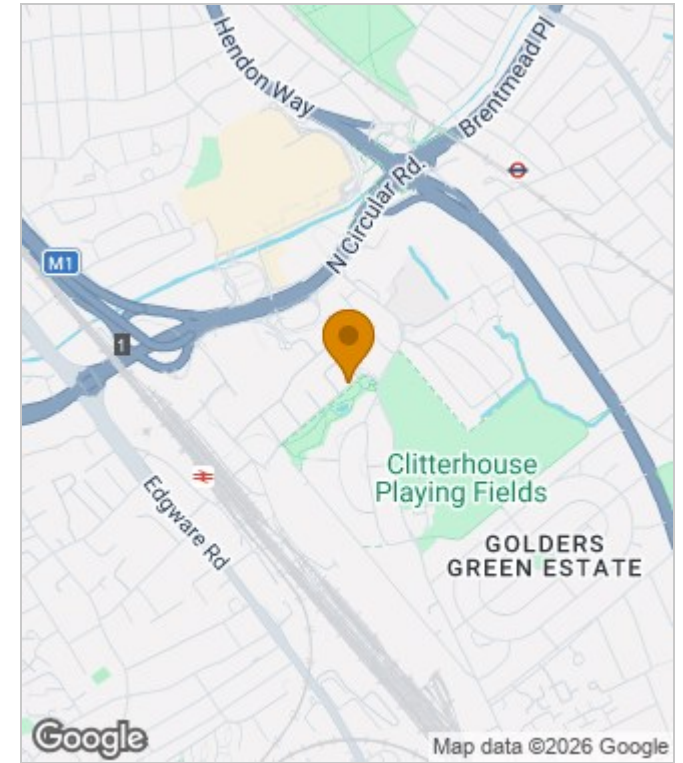 Hendon Way
Brentmead Pl
N Circular Rd.
M1
1
Clitterhouse
Playing Fields
Edgware Rd
GOLDERS
GREEN ESTATE
Google
Map data ©2026 Google